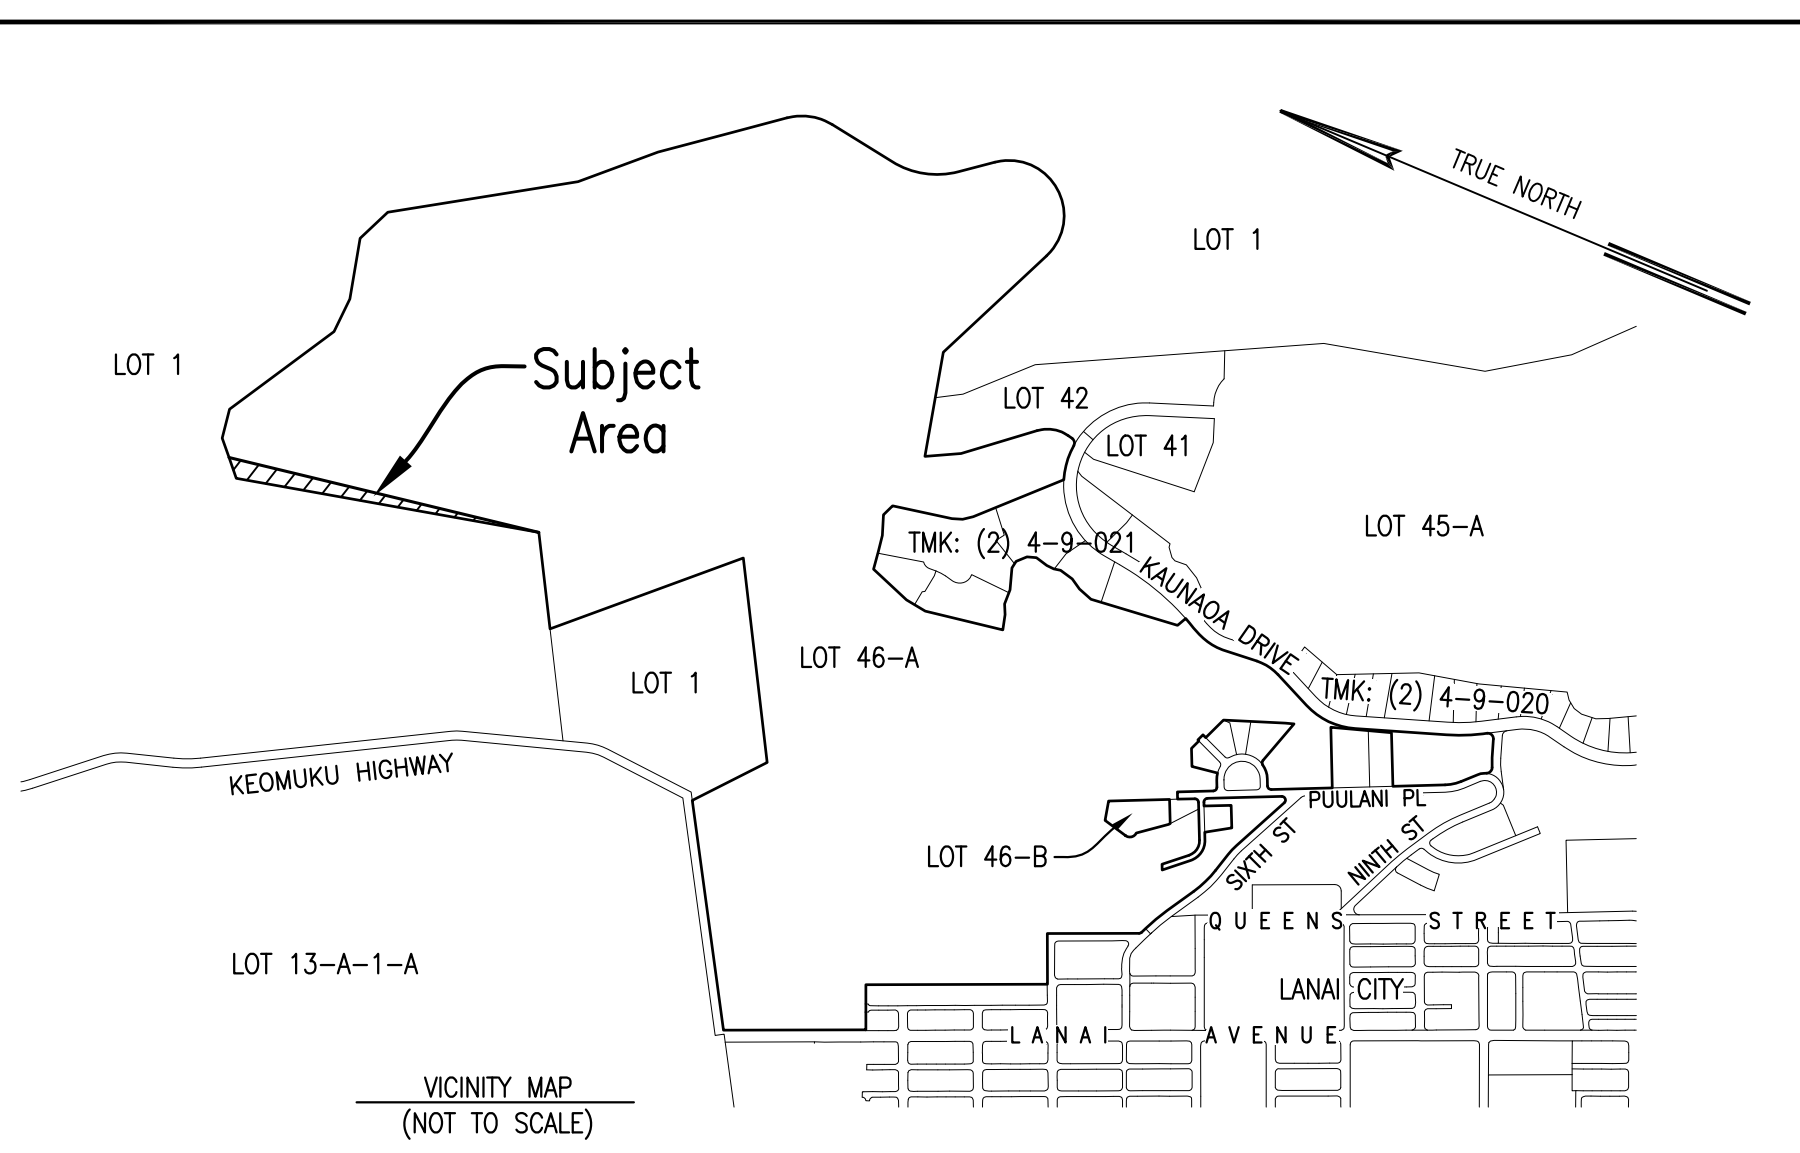 TRUE NORTH
LOT 1
LOT 1
Subject
Area
LOT 42
LOT 41
LOT 45-A
TMK: (2) 4-9-021
KAUNAOA DRIVE
LOT 46-A
LOT 1
TMK: (2) 4-9-020
KEOMUKU HIGHWAY
PUULANI PL
LOT 46-B
SIXTH ST
NINTH ST
QUEENS STREET
LOT 13-A-1-A
LANAI CITY
LANAI AVENUE
VICINITY MAP
(NOT TO SCALE)